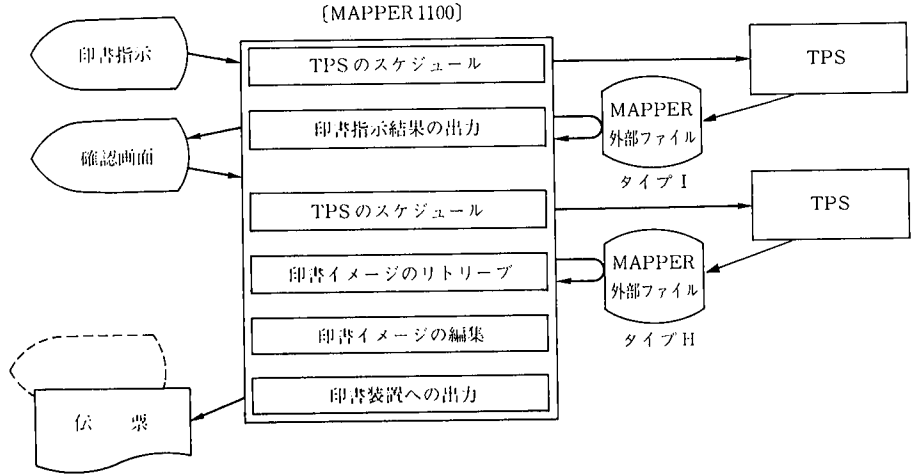 〔MAPPER 1100〕
印書指示
TPSのスケジュール
TPS
印書指示結果の出力
MAPPER
外部ファイル
タイプI
確認画面
TPSのスケジュール
TPS
印書イメージのリトリーブ
MAPPER
外部ファイル
タイプH
印書イメージの編集
印書装置への出力
伝 票